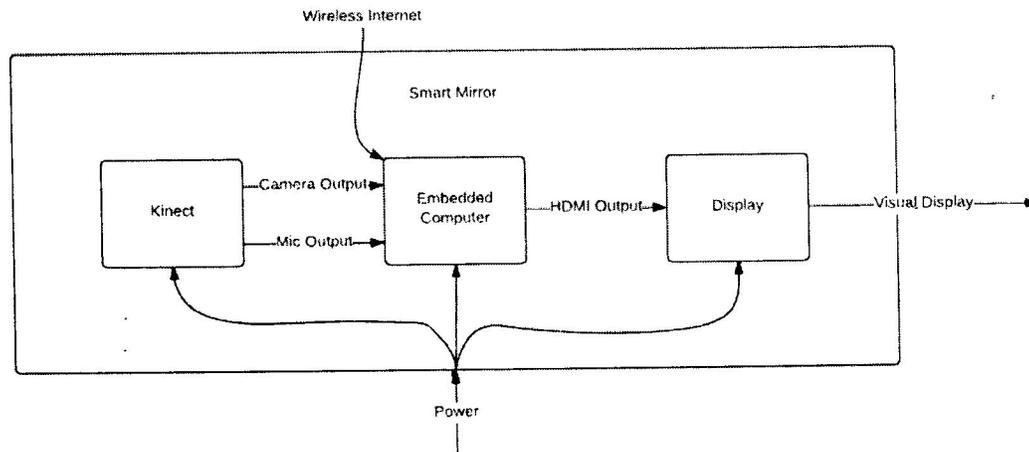 Wireless Internet
Smart Mirror
Kinect
Camera Output
Mic Output
Embedded
Computer
HDMI Output
Display
Visual Display
Power